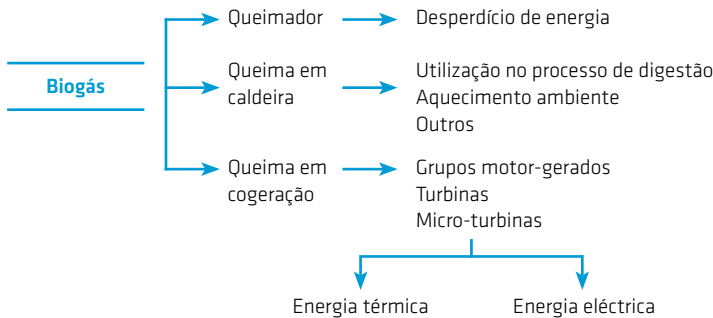 Biogás
Queimador
Desperdício de energia
Queima em
caldeira
Utilização no processo de digestão
Aquecimento ambiente
Outros
Queima em
cogeração
Grupos motor-gerados
Turbinas
Micro-turbinas
Energia térmica
Energia eléctrica